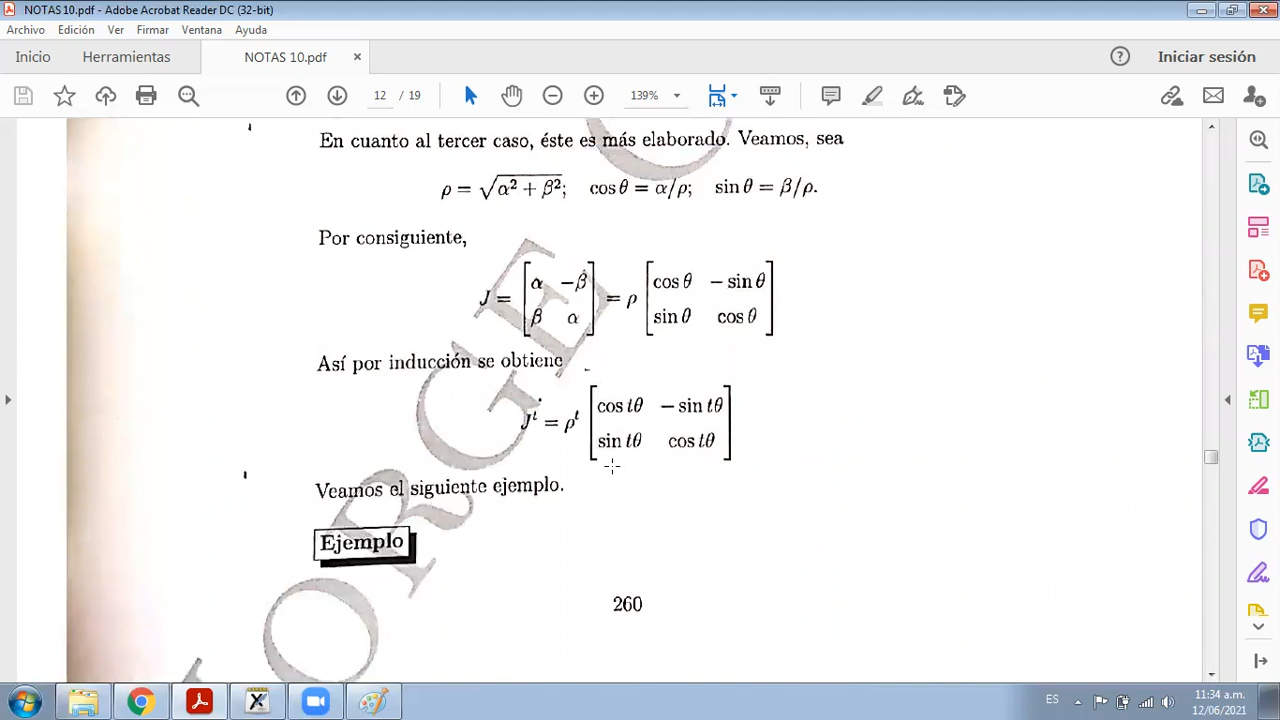 NOTAS 10.pdf - Adobe Acrobat Reader DC (32-bit)
Archivo Edición Ver Firmar Ventana Ayuda
Inicio Herramientas NOTAS 10.pdf × ? Iniciar sesión
12 / 19 139%
En cuanto al tercer caso, éste es más elaborado. Veamos, sea
ρ = √(α² + β²); cos θ = α/ρ; sin θ = β/ρ.
Por consiguiente,
J = [α −β; β α] = ρ [cos θ − sin θ; sin θ cos θ]
Así por inducción se obtiene
Jᵗ = ρᵗ [cos tθ − sin tθ; sin tθ cos tθ]
Veamos el siguiente ejemplo.
Ejemplo
260
JORGE
ES 11:34 a.m.
12/06/2021